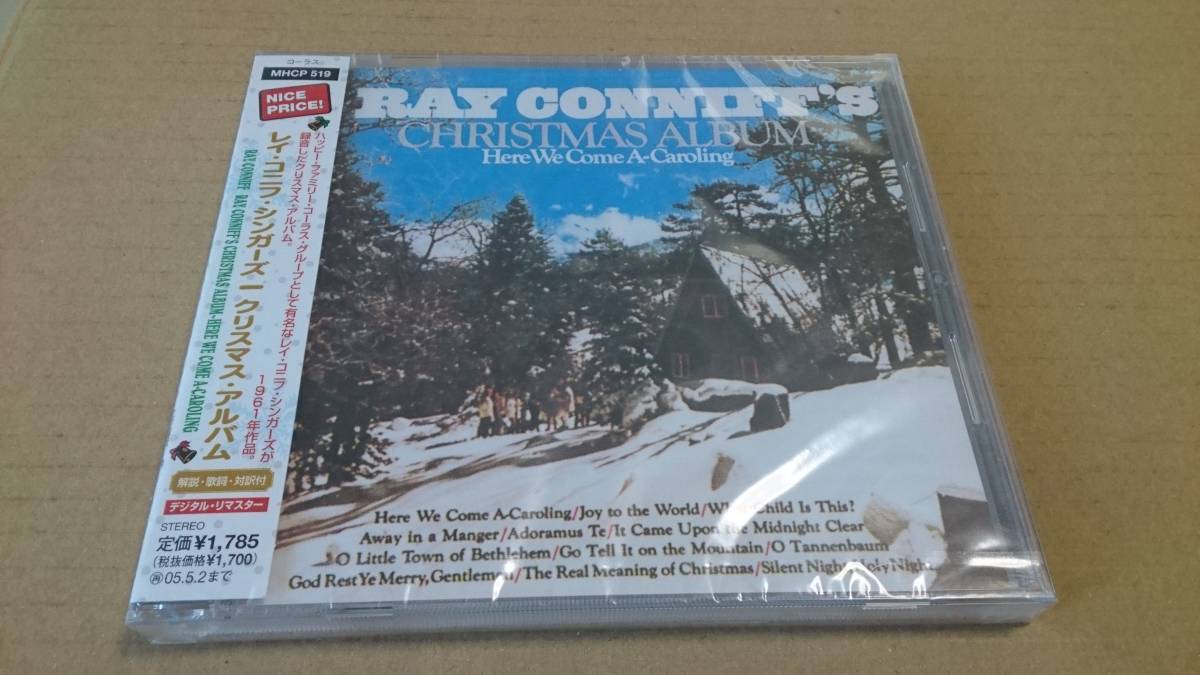 コーラス
MHCP 519
NICE
PRICE!
ハッピー・ファミリー・コーラス・グループとして有名なレイ・コニフ・シンガーズが
録音したクリスマス・アルバム。
1961年作品。
レイ・コニフ・シンガーズ-クリスマス・アルバム
RAY CONNIFF RAY CONNIFF'S CHRISTMAS ALBUM-HERE WE COME A-CAROLING
解説・歌詞・対訳付
デジタル・リマスター
STEREO
定価¥1,785
(税抜価格¥1,700)
再05.5.2まで
RAY CONNIFF'S
CHRISTMAS ALBUM
Here We Come A-Caroling
Here We Come A-Caroling/Joy to the World/What Child Is This?
Away in a Manger/Adoramus Te/It Came Upon the Midnight Clear
O Little Town of Bethlehem/Go Tell It on the Mountain/O Tannenbaum
God Rest Ye Merry, Gentlemen/The Real Meaning of Christmas/Silent Night, Holy Night